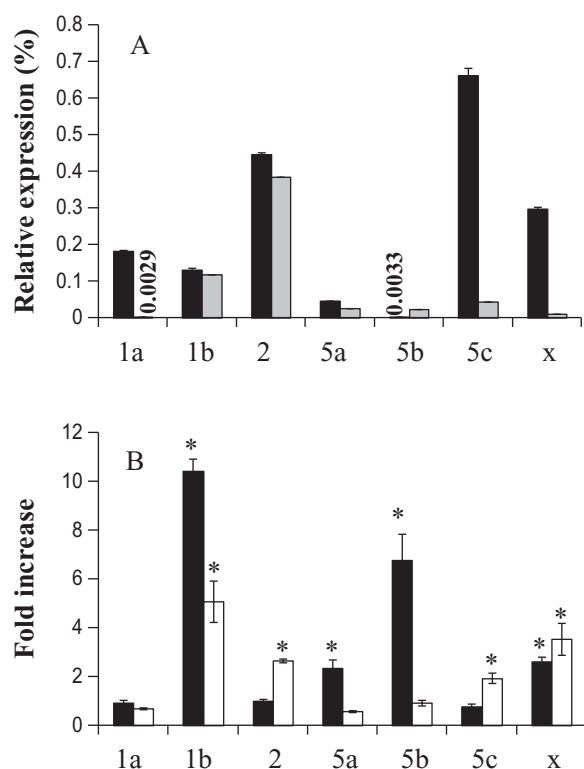 A
Relative expression (%)
0.8
0.7
0.6
0.5
0.4
0.3
0.2
0.1
0
0.0029
0.0033
1a 1b 2 5a 5b 5c x
B
Fold increase
12
10
8
6
4
2
0
* * * * * * * *
1a 1b 2 5a 5b 5c x